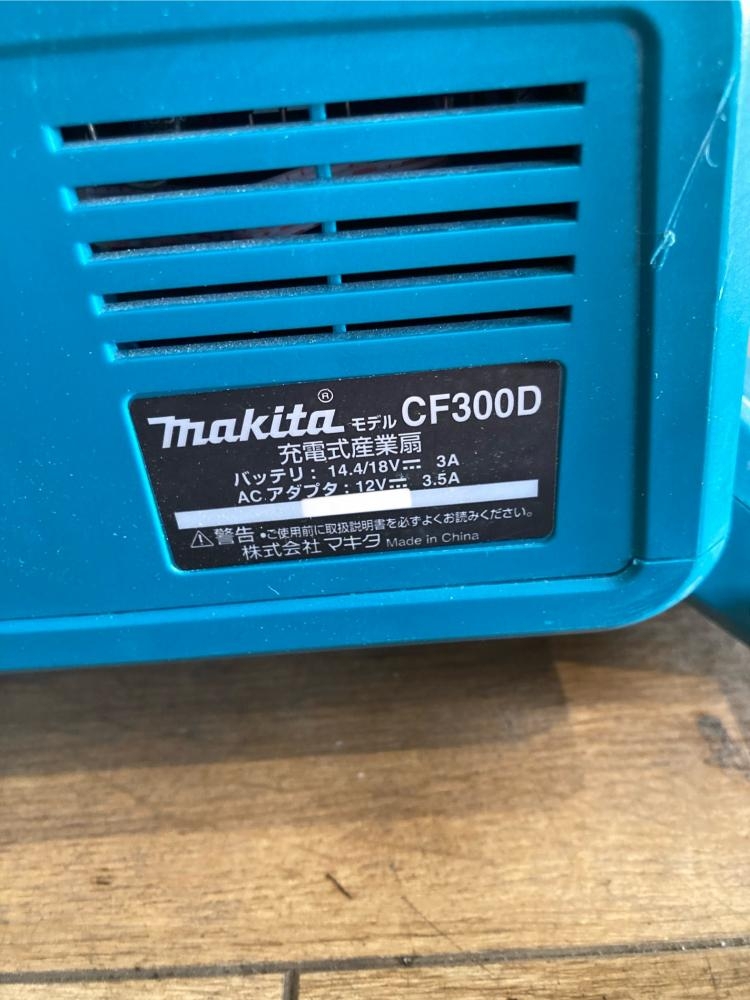 makita® モデル CF300D
充電式産業扇
バッテリ：14.4/18V⎓ 3A
AC.アダプタ：12V⎓ 3.5A
⚠警告 •ご使用前に取扱説明書を必ずよくお読みください。
株式会社マキタ Made in China